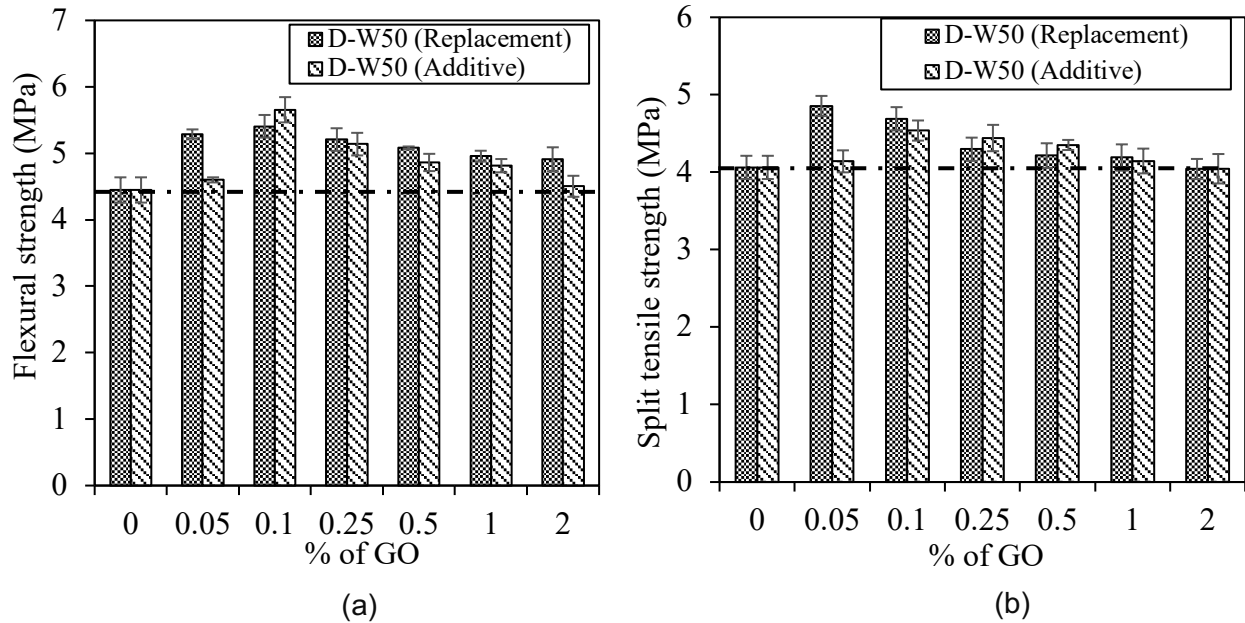 7
6
5
4
3
2
1
0
Flexural strength (MPa)
D-W50 (Replacement)
D-W50 (Additive)
0 0.05 0.1 0.25 0.5 1 2
% of GO
(a)
6
5
4
3
2
1
0
Split tensile strength (MPa)
D-W50 (Replacement)
D-W50 (Additive)
0 0.05 0.1 0.25 0.5 1 2
% of GO
(b)